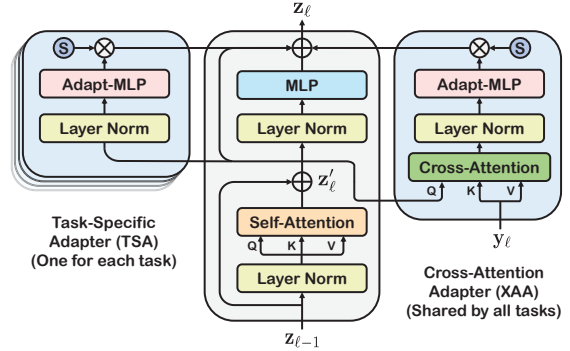 z_ℓ
S
Adapt-MLP
Layer Norm
Task-Specific
Adapter (TSA)
(One for each task)
MLP
Layer Norm
z'_ℓ
Self-Attention
Q K V
Layer Norm
z_{ℓ-1}
S
Adapt-MLP
Layer Norm
Cross-Attention
Q K V
y_ℓ
Cross-Attention
Adapter (XAA)
(Shared by all tasks)